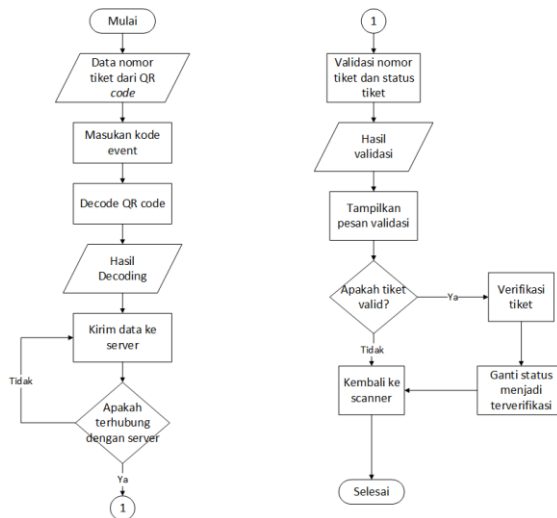 Mulai
Data nomor
tiket dari QR
code
Masukan kode
event
Decode QR code
Hasil
Decoding
Kirim data ke
server
Tidak
Apakah
terhubung
dengan server
Ya
1
1
Validasi nomor
tiket dan status
tiket
Hasil
validasi
Tampilkan
pesan validasi
Apakah tiket
valid?
Ya
Verifikasi
tiket
Tidak
Kembali ke
scanner
Ganti status
menjadi
terverifikasi
Selesai